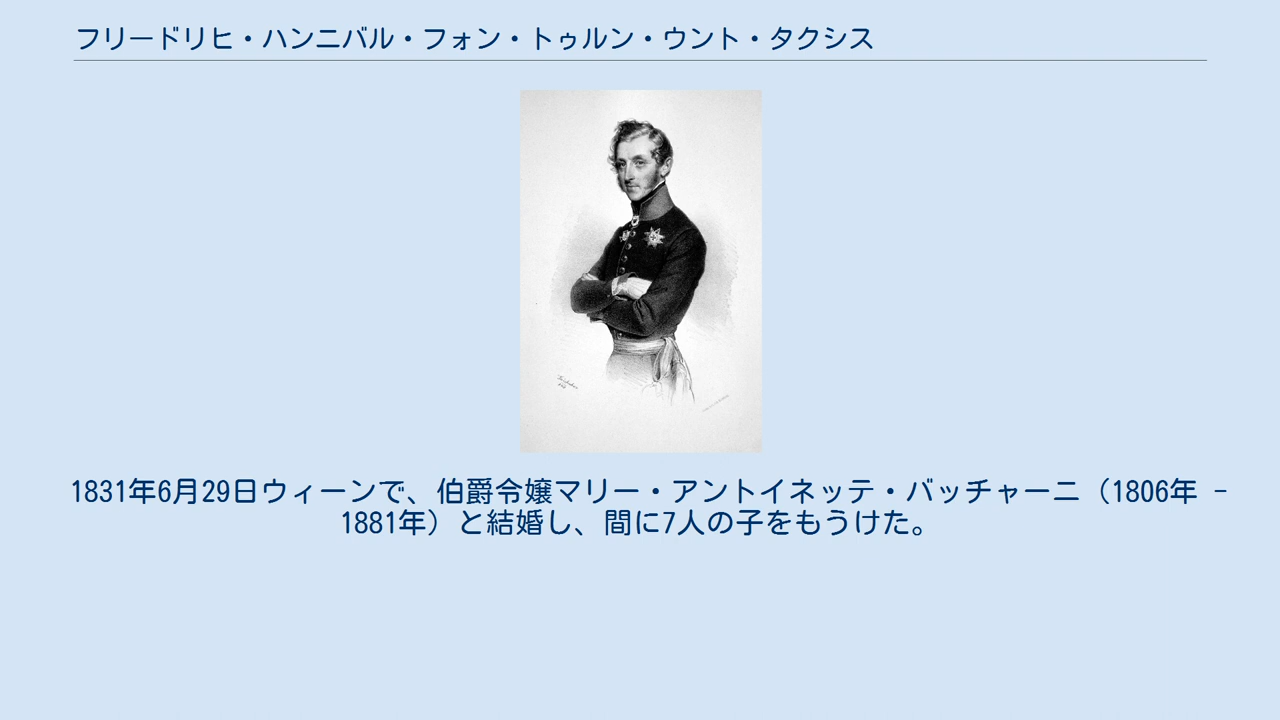 フリードリヒ・ハンニバル・フォン・トゥルン・ウント・タクシス
1831年6月29日ウィーンで、伯爵令嬢マリー・アントイネッテ・バッチャーニ（1806年 -
1881年）と結婚し、間に7人の子をもうけた。